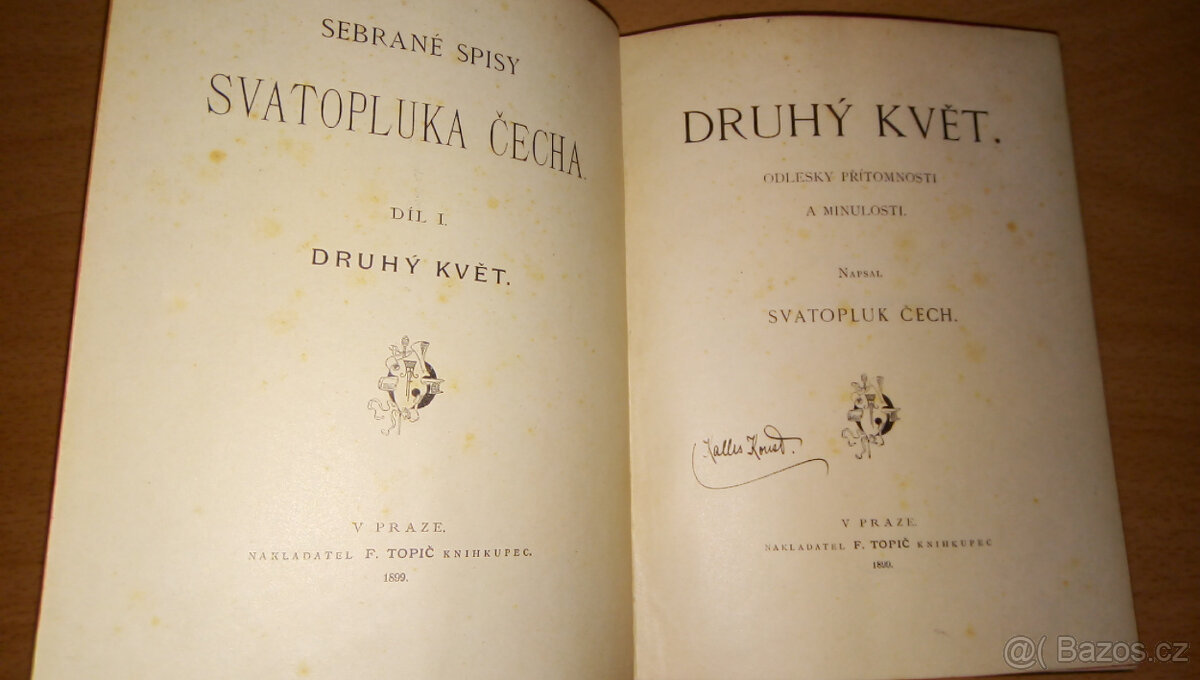 SEBRANÉ SPISY
SVATOPLUKA ČECHA.
DÍL I.
DRUHÝ KVĚT.
V PRAZE.
NAKLADATEL F. TOPIČ KNIHKUPEC.
1899.
DRUHÝ KVĚT.
ODLESKY PŘÍTOMNOSTI
A MINULOSTI.
NAPSAL
SVATOPLUK ČECH.
V PRAZE.
NAKLADATEL F. TOPIČ KNIHKUPEC
1899.
@( Bazos.cz